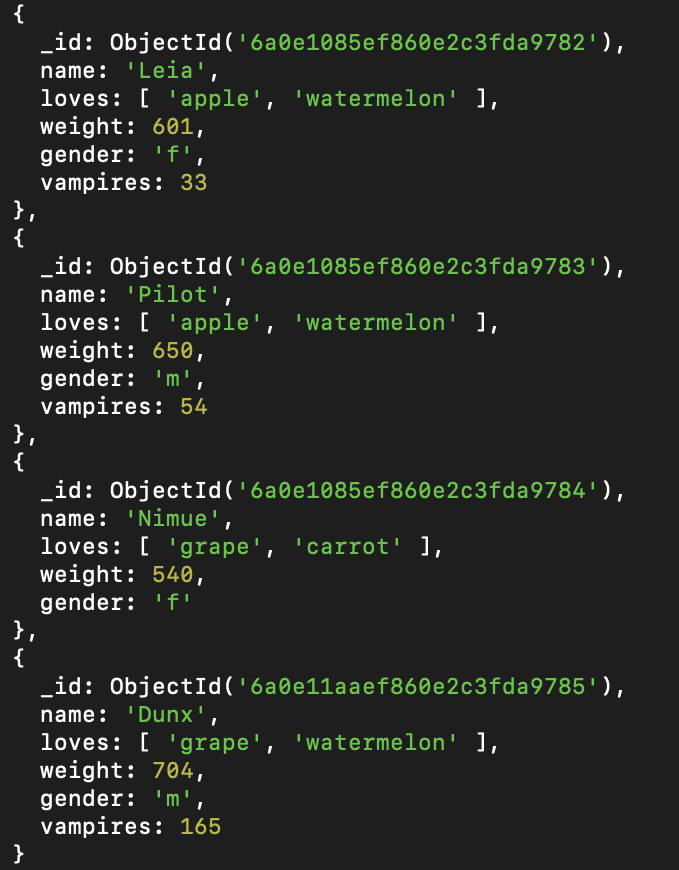 {
  _id: ObjectId('6a0e1085ef860e2c3fda9782'),
  name: 'Leia',
  loves: [ 'apple', 'watermelon' ],
  weight: 601,
  gender: 'f',
  vampires: 33
},
{
  _id: ObjectId('6a0e1085ef860e2c3fda9783'),
  name: 'Pilot',
  loves: [ 'apple', 'watermelon' ],
  weight: 650,
  gender: 'm',
  vampires: 54
},
{
  _id: ObjectId('6a0e1085ef860e2c3fda9784'),
  name: 'Nimue',
  loves: [ 'grape', 'carrot' ],
  weight: 540,
  gender: 'f'
},
{
  _id: ObjectId('6a0e11aaef860e2c3fda9785'),
  name: 'Dunx',
  loves: [ 'grape', 'watermelon' ],
  weight: 704,
  gender: 'm',
  vampires: 165
}